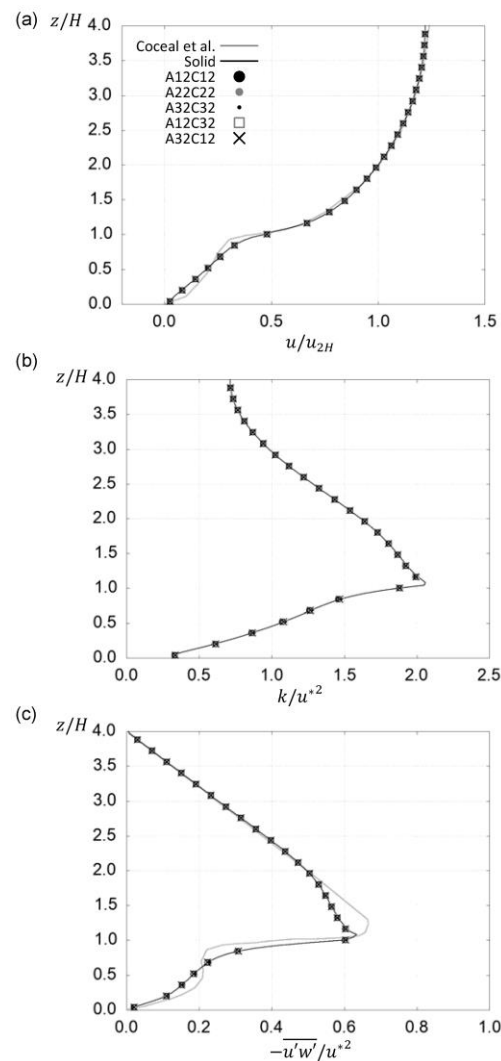 (a)
z/H
4.0
3.5
3.0
2.5
2.0
1.5
1.0
0.5
0.0
Coceal et al.
Solid
A12C12
A22C22
A32C32
A12C32
A32C12
0.0 0.5 1.0 1.5
u/u₂H
(b)
z/H
4.0
3.5
3.0
2.5
2.0
1.5
1.0
0.5
0.0
0.0 0.5 1.0 1.5 2.0 2.5
k/u*²
(c)
z/H
4.0
3.5
3.0
2.5
2.0
1.5
1.0
0.5
0.0
0.0 0.2 0.4 0.6 0.8 1.0
−u′w′/u*²